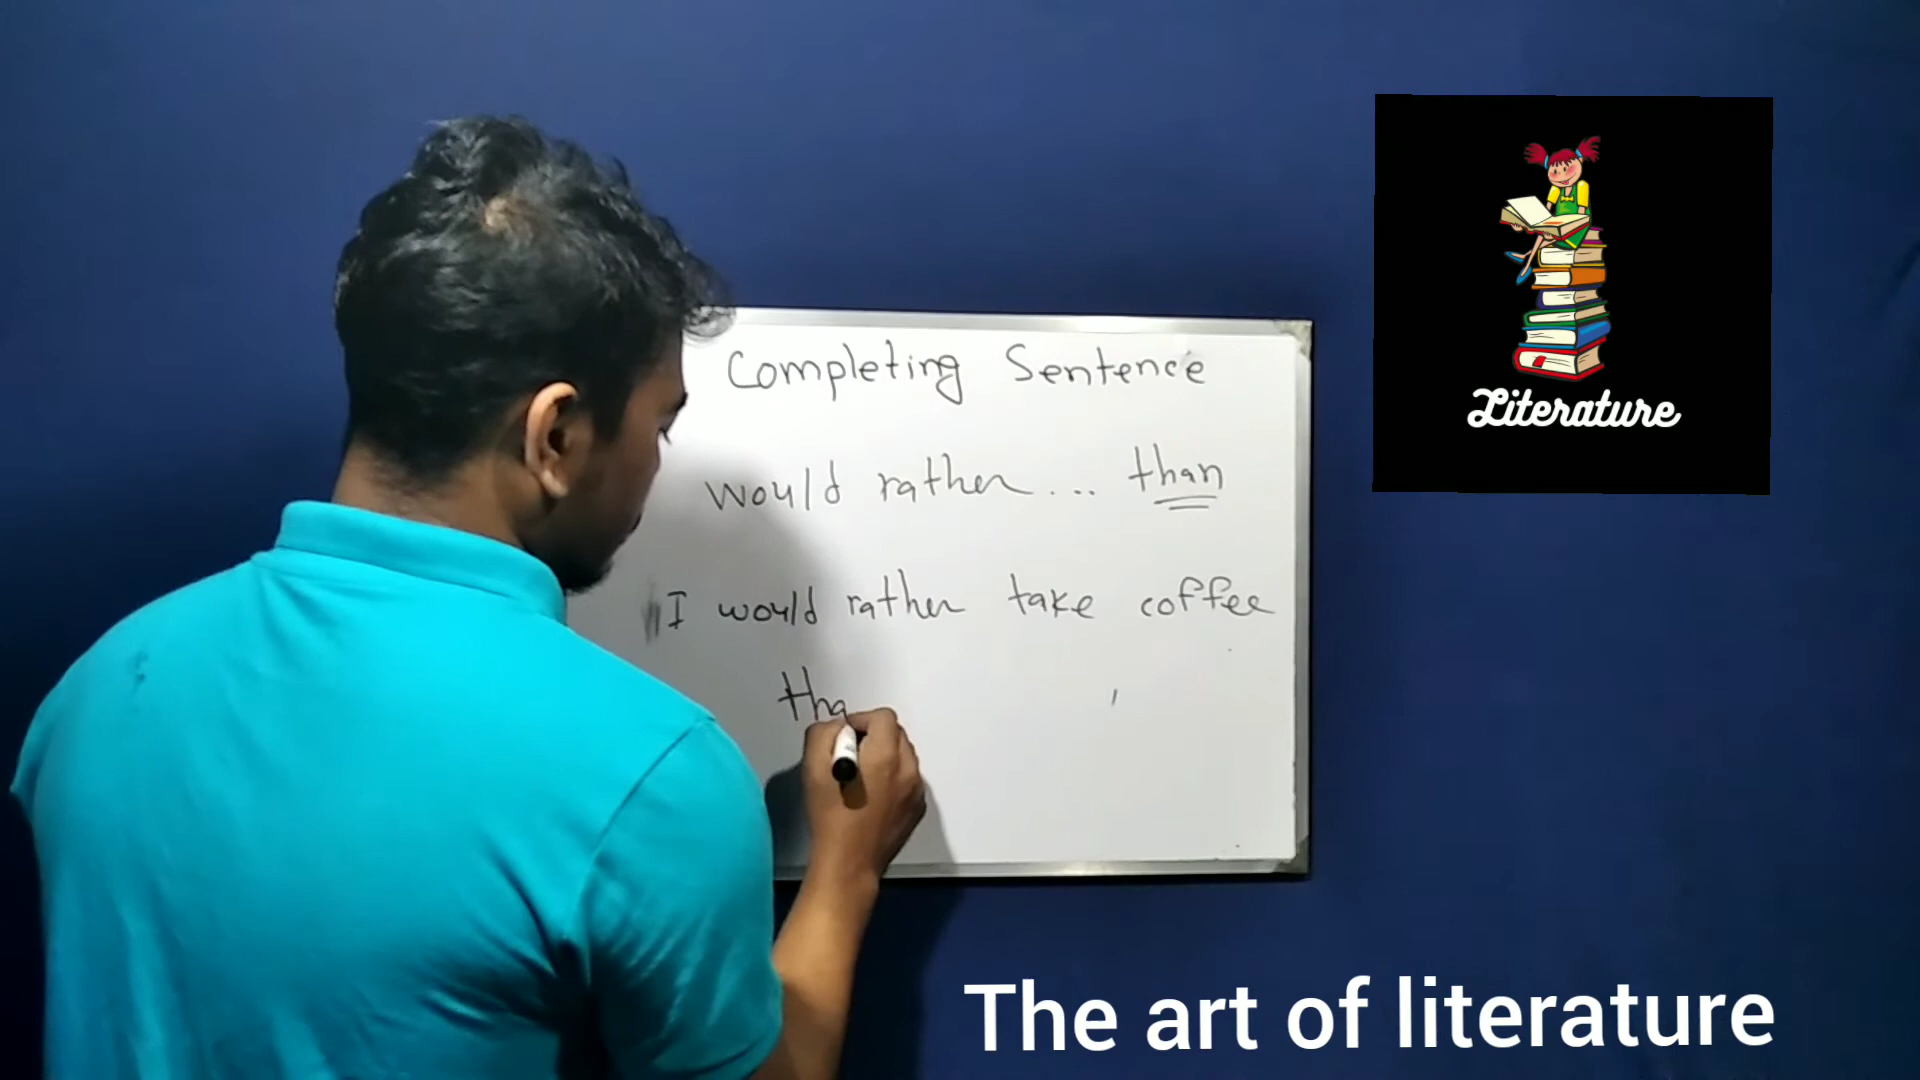 Completing Sentence
would rather... than
I would rather take coffee
tha
Literature
The art of literature